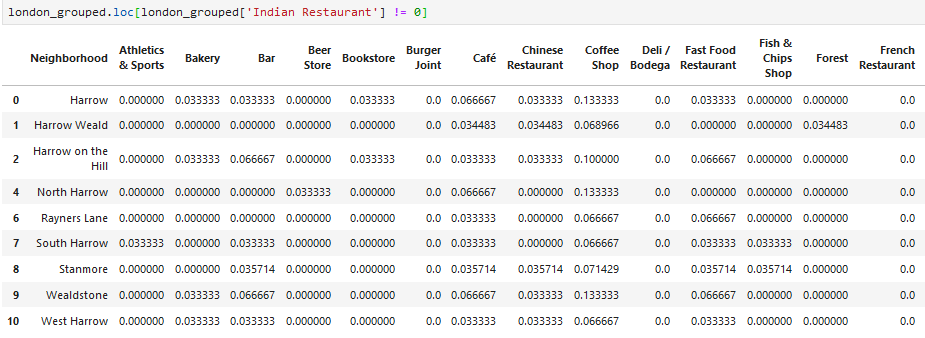 london_grouped.loc[london_grouped['Indian Restaurant'] != 0]
Neighborhood Athletics & Sports Bakery Bar Beer Store Bookstore Burger Joint Café Chinese Restaurant Coffee Shop Deli / Bodega Fast Food Restaurant Fish & Chips Shop Forest French Restaurant
0 Harrow 0.000000 0.033333 0.033333 0.000000 0.033333 0.0 0.066667 0.033333 0.133333 0.0 0.033333 0.000000 0.000000 0.0
1 Harrow Weald 0.000000 0.000000 0.000000 0.000000 0.000000 0.0 0.034483 0.034483 0.068966 0.0 0.000000 0.000000 0.034483 0.0
2 Harrow on the Hill 0.000000 0.033333 0.066667 0.000000 0.033333 0.0 0.033333 0.033333 0.100000 0.0 0.066667 0.000000 0.000000 0.0
4 North Harrow 0.000000 0.000000 0.000000 0.033333 0.000000 0.0 0.066667 0.000000 0.133333 0.0 0.000000 0.000000 0.000000 0.0
6 Rayners Lane 0.000000 0.000000 0.000000 0.000000 0.000000 0.0 0.033333 0.000000 0.066667 0.0 0.066667 0.000000 0.000000 0.0
7 South Harrow 0.033333 0.000000 0.033333 0.000000 0.000000 0.0 0.033333 0.000000 0.066667 0.0 0.033333 0.033333 0.000000 0.0
8 Stanmore 0.000000 0.000000 0.035714 0.000000 0.000000 0.0 0.035714 0.035714 0.071429 0.0 0.035714 0.035714 0.000000 0.0
9 Wealdstone 0.000000 0.033333 0.066667 0.000000 0.000000 0.0 0.066667 0.033333 0.133333 0.0 0.066667 0.000000 0.000000 0.0
10 West Harrow 0.000000 0.033333 0.033333 0.000000 0.000000 0.0 0.033333 0.033333 0.066667 0.0 0.033333 0.000000 0.000000 0.0